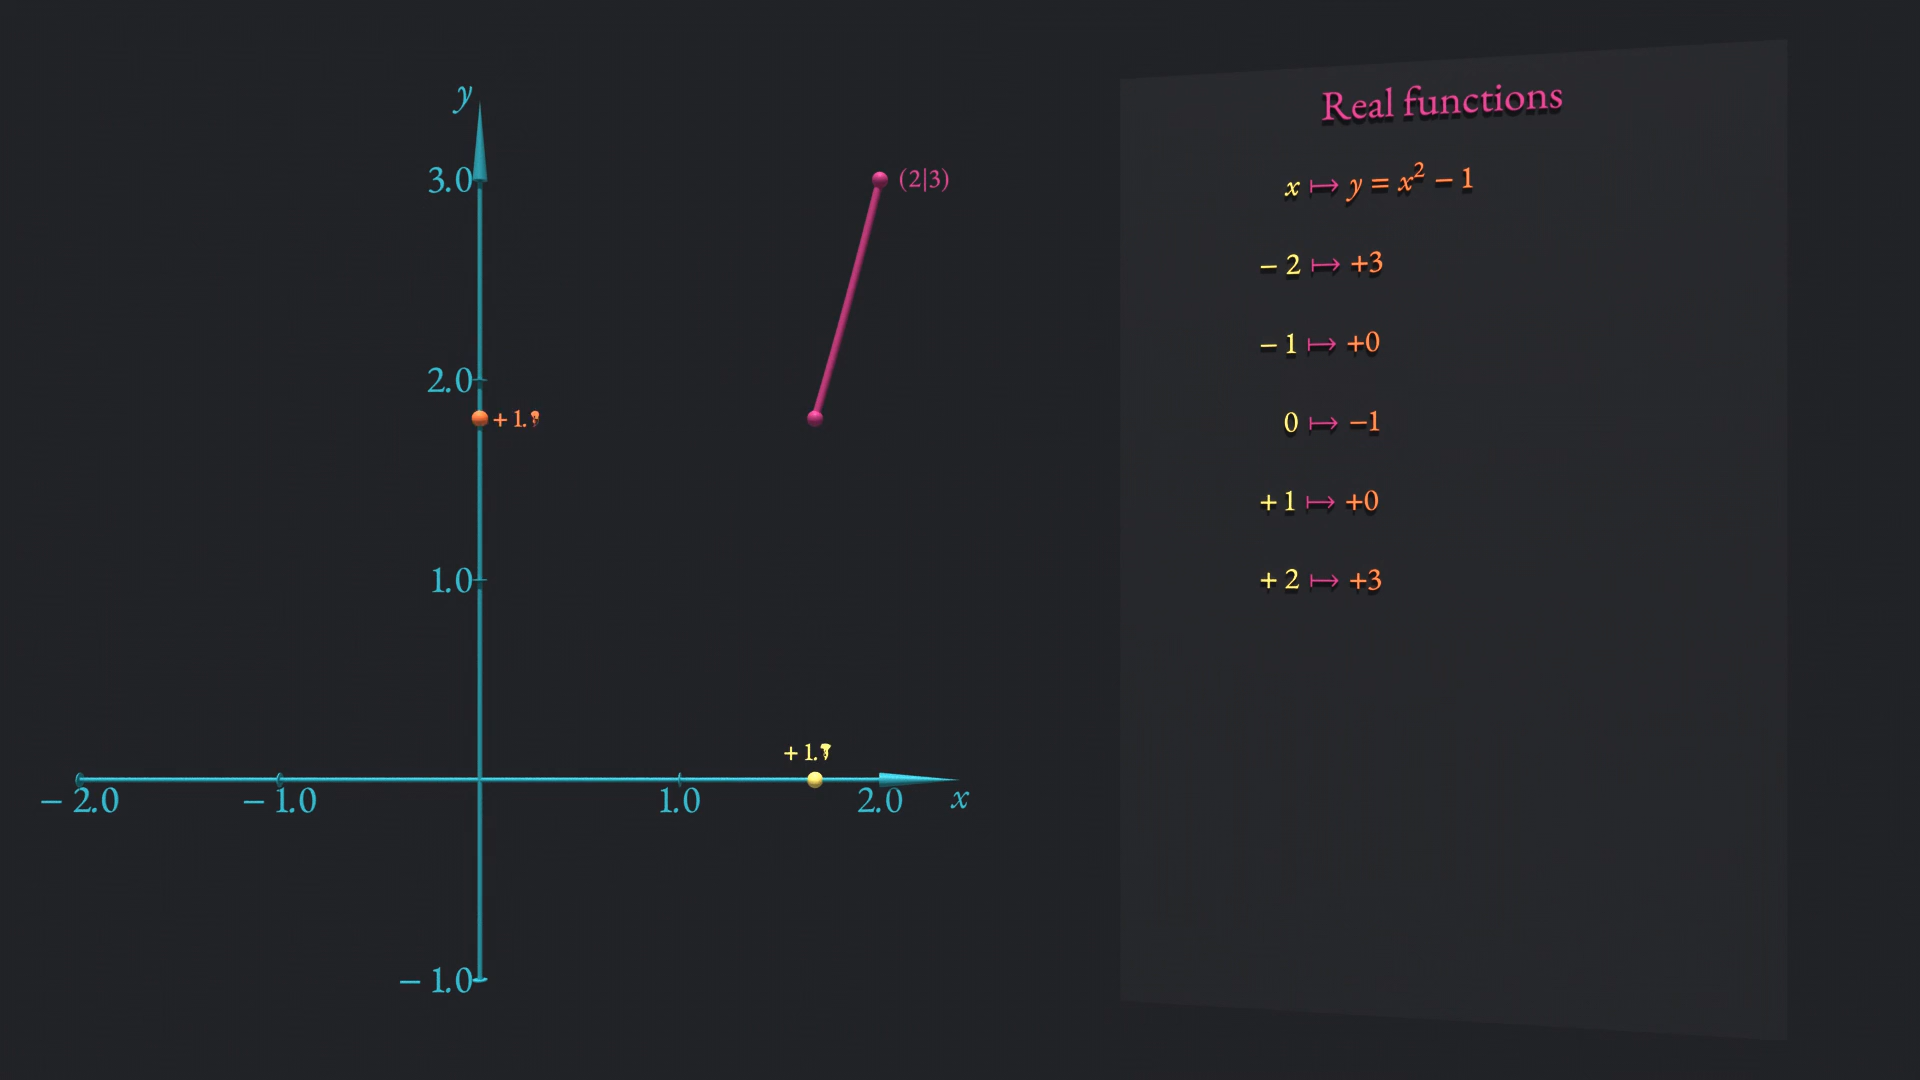 y
3.0
(2|3)
2.0
1.0
− 2.0
− 1.0
1.0
2.0
x
− 1.0
Real functions
x ↦ y = x² − 1
− 2 ↦ +3
− 1 ↦ +0
0 ↦ −1
+ 1 ↦ +0
+ 2 ↦ +3